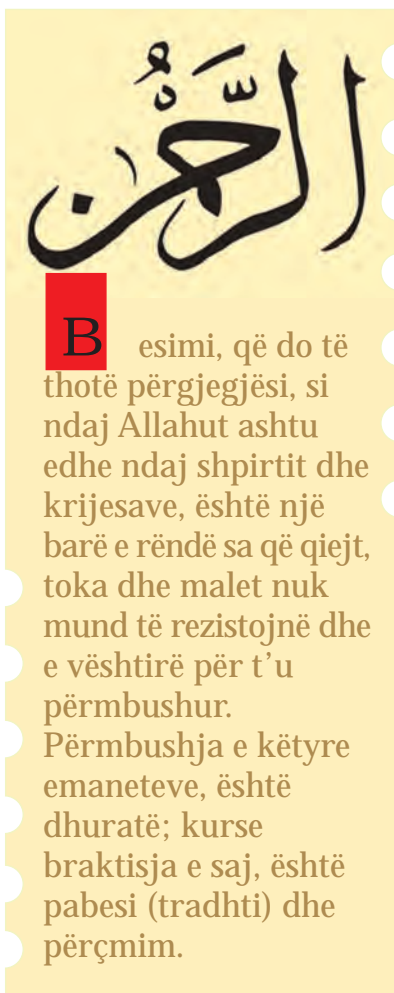 الرَّحْمٰنُ
Besimi, që do të
thotë përgjegjësi, si
ndaj Allahut ashtu
edhe ndaj shpirtit dhe
krijesave, është një
barë e rëndë sa që qiejt,
toka dhe malet nuk
mund të rezistojnë dhe
e vështirë për t’u
përmbushur.
Përmbushja e këtyre
emaneteve, është
dhuratë; kurse
braktisja e saj, është
pabesi (tradhti) dhe
përçmim.